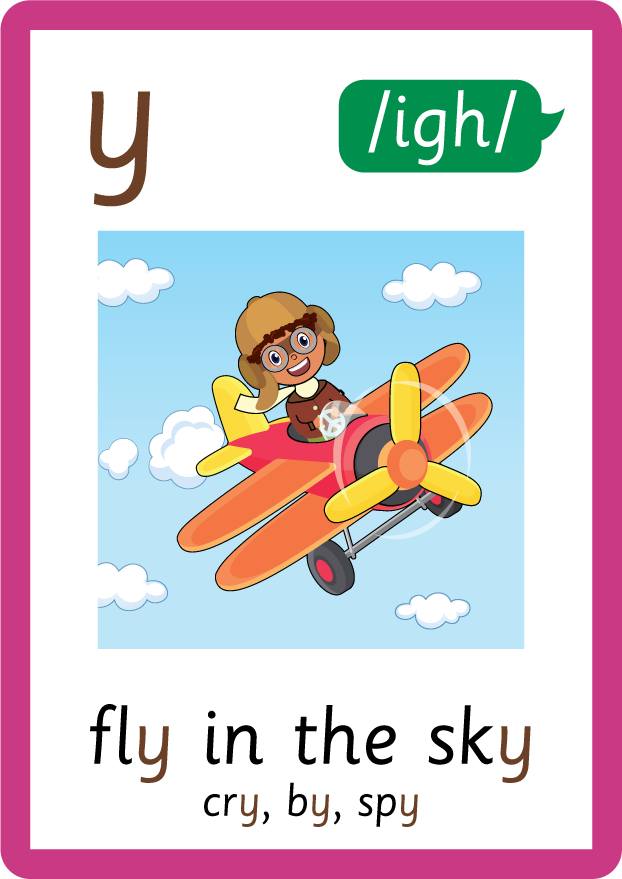 y
/igh/
fly in the sky
cry, by, spy